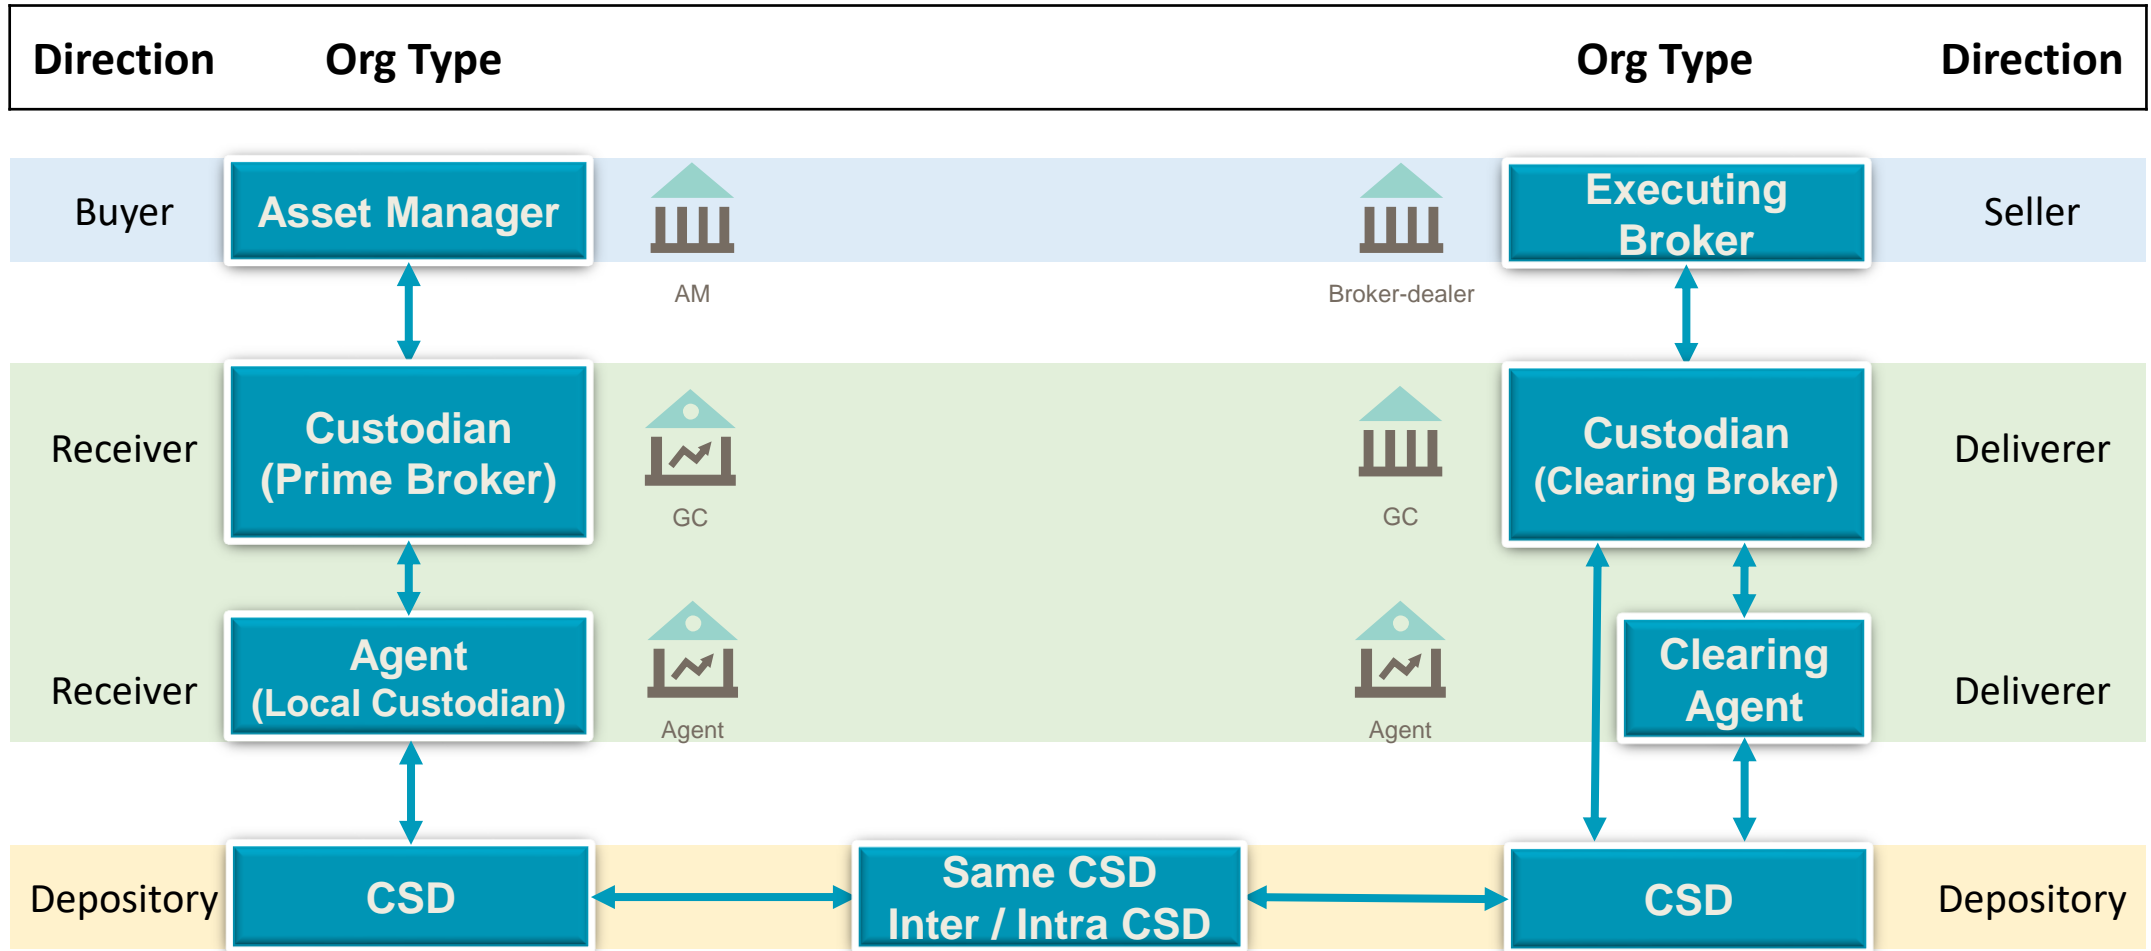 Direction Org Type Org Type Direction
Buyer Asset Manager Executing Broker Seller
AM Broker-dealer
Receiver Custodian (Prime Broker) Custodian (Clearing Broker) Deliverer
GC GC
Receiver Agent (Local Custodian) Clearing Agent Deliverer
Agent Agent
Depository CSD Same CSD Inter / Intra CSD CSD Depository